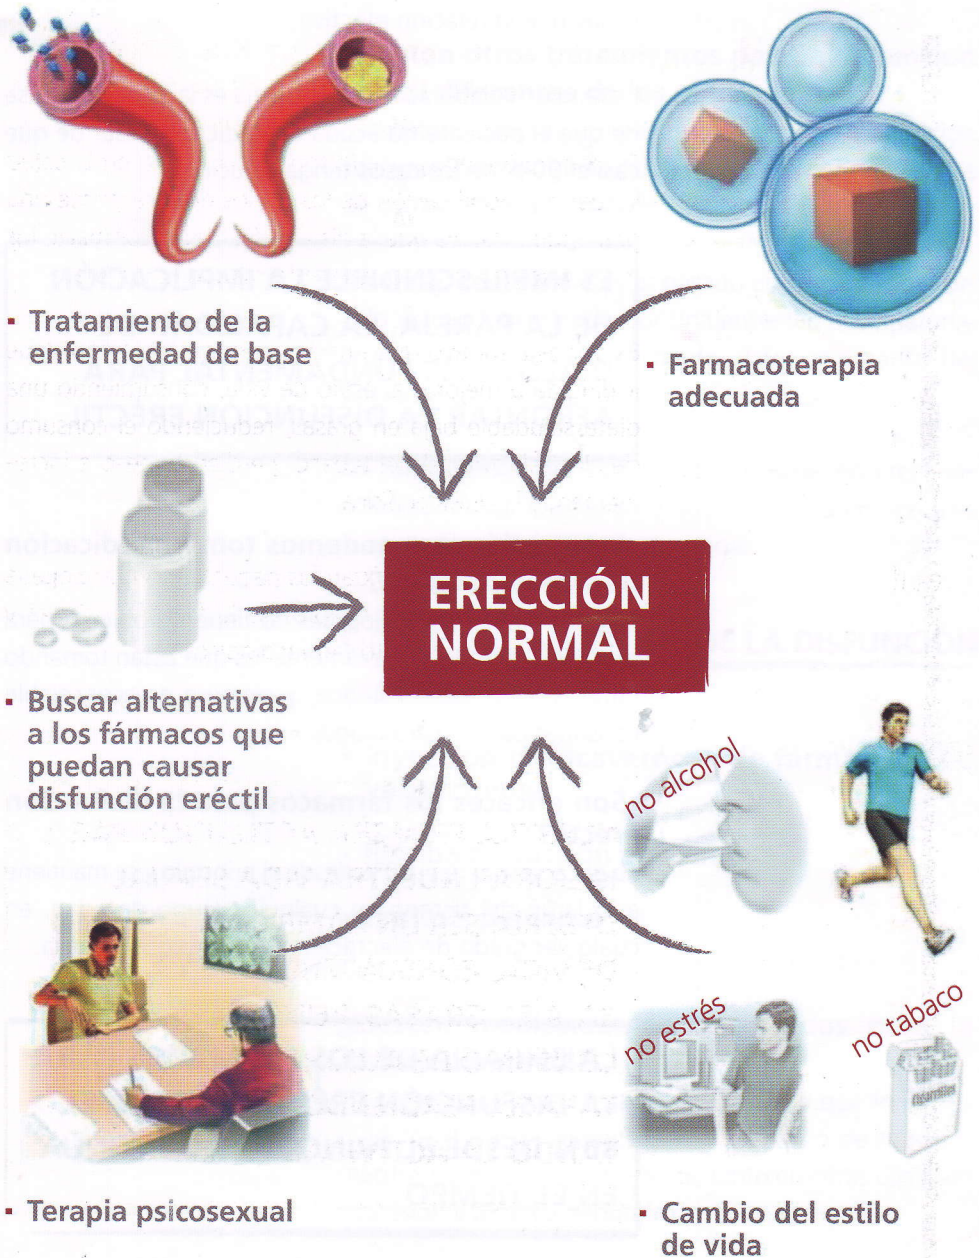 ▪ Tratamiento de la
enfermedad de base
▪ Farmacoterapia
adecuada
ERECCIÓN
NORMAL
▪ Buscar alternativas
a los fármacos que
puedan causar
disfunción eréctil
no alcohol
no estrés
no tabaco
▪ Terapia psicosexual
▪ Cambio del estilo
de vida